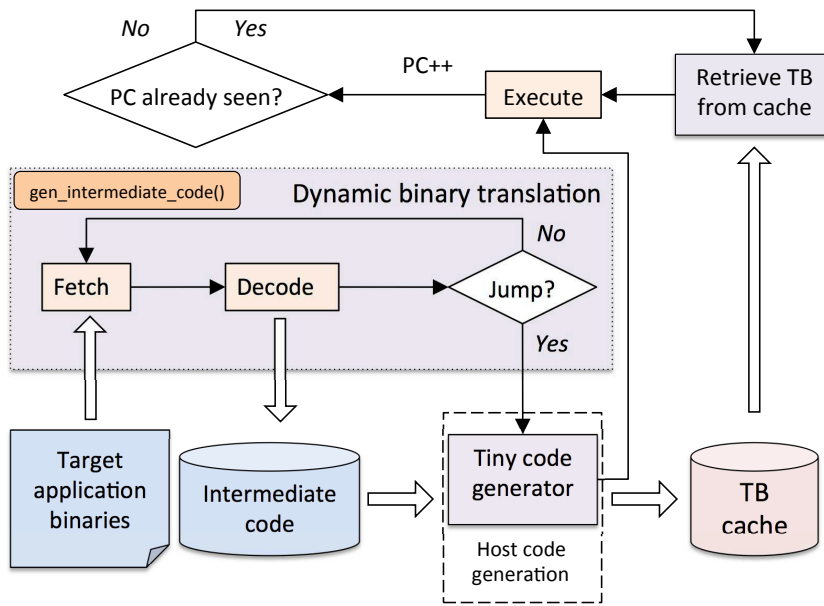 No
Yes
PC already seen?
PC++
Execute
Retrieve TB
from cache
gen_intermediate_code()
Dynamic binary translation
No
Fetch
Decode
Jump?
Yes
Target
application
binaries
Intermediate
code
Tiny code
generator
TB
cache
Host code
generation